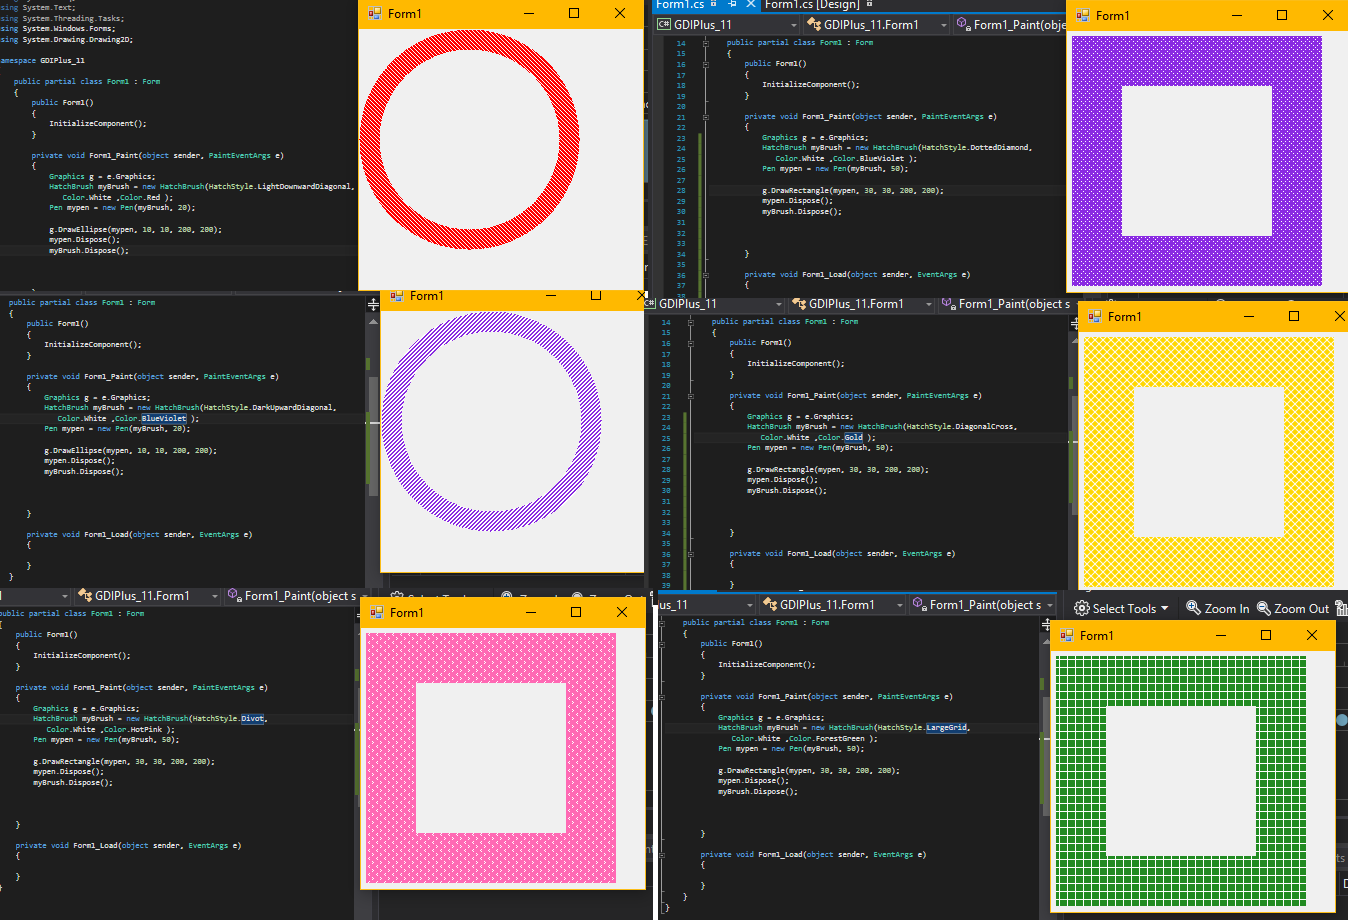 using System.Text;
using System.Threading.Tasks;
using System.Windows.Forms;
using System.Drawing.Drawing2D;
namespace GDIPlus_11
public partial class Form1 : Form
{
public Form1()
{
InitializeComponent();
}
private void Form1_Paint(object sender, PaintEventArgs e)
{
Graphics g = e.Graphics;
HatchBrush myBrush = new HatchBrush(HatchStyle.LightDownwardDiagonal,
Color.White ,Color.Red );
Pen mypen = new Pen(myBrush, 20);
g.DrawEllipse(mypen, 10, 10, 200, 200);
mypen.Dispose();
myBrush.Dispose();
Form1
Form1.cs
Form1.cs [Design]
C# GDIPlus_11
GDIPlus_11.Form1
Form1_Paint(obje
14 public partial class Form1 : Form
15 {
16 public Form1()
17 {
18 InitializeComponent();
19 }
20
21 private void Form1_Paint(object sender, PaintEventArgs e)
22 {
23 Graphics g = e.Graphics;
24 HatchBrush myBrush = new HatchBrush(HatchStyle.DottedDiamond,
25 Color.White ,Color.BlueViolet );
26 Pen mypen = new Pen(myBrush, 50);
27
28 g.DrawRectangle(mypen, 30, 30, 200, 200);
29 mypen.Dispose();
30 myBrush.Dispose();
31
32
33
34 }
35
36 private void Form1_Load(object sender, EventArgs e)
37 {
Form1
public partial class Form1 : Form
{
public Form1()
{
InitializeComponent();
}
private void Form1_Paint(object sender, PaintEventArgs e)
{
Graphics g = e.Graphics;
HatchBrush myBrush = new HatchBrush(HatchStyle.DarkUpwardDiagonal,
Color.White ,Color.BlueViolet );
Pen mypen = new Pen(myBrush, 20);
g.DrawEllipse(mypen, 10, 10, 200, 200);
mypen.Dispose();
myBrush.Dispose();
}
private void Form1_Load(object sender, EventArgs e)
{
}
}
Form1
C# GDIPlus_11
GDIPlus_11.Form1
Form1_Paint(object s
14 public partial class Form1 : Form
15 {
16 public Form1()
17 {
18 InitializeComponent();
19 }
20
21 private void Form1_Paint(object sender, PaintEventArgs e)
22 {
23 Graphics g = e.Graphics;
24 HatchBrush myBrush = new HatchBrush(HatchStyle.DiagonalCross,
25 Color.White ,Color.Gold );
26 Pen mypen = new Pen(myBrush, 50);
27
28 g.DrawRectangle(mypen, 30, 30, 200, 200);
29 mypen.Dispose();
30 myBrush.Dispose();
31
32
33
34 }
35
36 private void Form1_Load(object sender, EventArgs e)
37 {
38
39 }
Form1
GDIPlus_11.Form1
Form1_Paint(object s
public partial class Form1 : Form
{
public Form1()
{
InitializeComponent();
}
private void Form1_Paint(object sender, PaintEventArgs e)
{
Graphics g = e.Graphics;
HatchBrush myBrush = new HatchBrush(HatchStyle.Divot,
Color.White ,Color.HotPink );
Pen mypen = new Pen(myBrush, 50);
g.DrawRectangle(mypen, 30, 30, 200, 200);
mypen.Dispose();
myBrush.Dispose();
}
private void Form1_Load(object sender, EventArgs e)
{
}
}
Form1
us_11
GDIPlus_11.Form1
Form1_Paint(object s
Select Tools
Zoom In
Zoom Out
public partial class Form1 : Form
{
public Form1()
{
InitializeComponent();
}
private void Form1_Paint(object sender, PaintEventArgs e)
{
Graphics g = e.Graphics;
HatchBrush myBrush = new HatchBrush(HatchStyle.LargeGrid,
Color.White ,Color.ForestGreen );
Pen mypen = new Pen(myBrush, 50);
g.DrawRectangle(mypen, 30, 30, 200, 200);
mypen.Dispose();
myBrush.Dispose();
}
private void Form1_Load(object sender, EventArgs e)
{
}
}
}
Form1